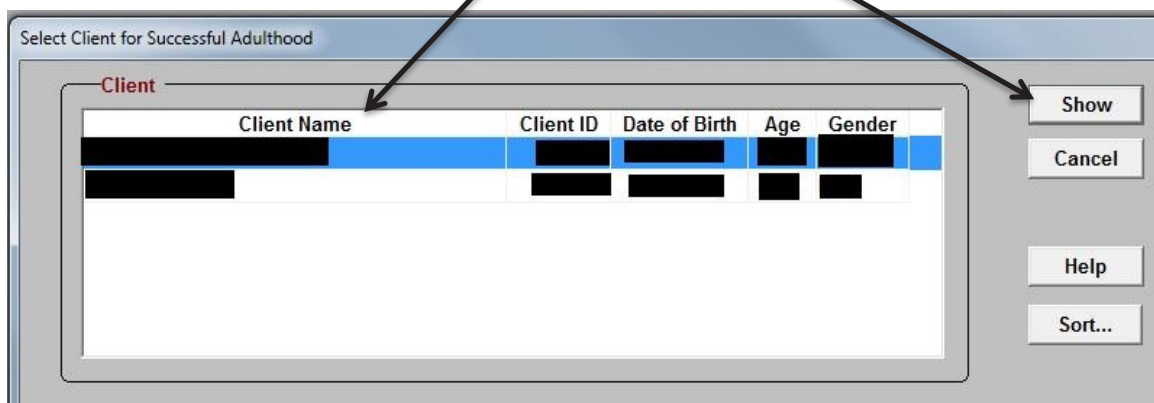 Select Client for Successful Adulthood
Client
Client Name Client ID Date of Birth Age Gender
Show
Cancel
Help
Sort...